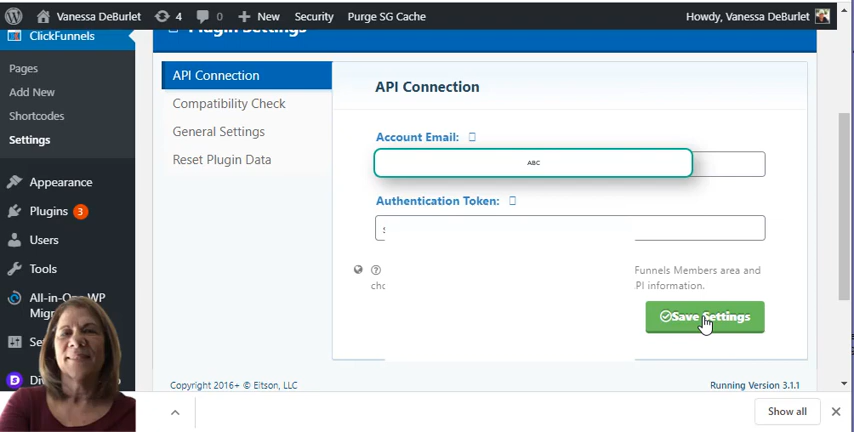 Vanessa DeBurlet 4 0 New Security Purge SG Cache Howdy, Vanessa DeBurlet
ClickFunnels
Pages
Add New
Shortcodes
Settings
Appearance
Plugins 3
Users
Tools
All-in-One WP
Plugin Settings
API Connection
Compatibility Check
General Settings
Reset Plugin Data
API Connection
Account Email:
ABC
Authentication Token:
Funnels Members area and
PI information.
Save Settings
Copyright 2016+ © Etison, LLC Running Version 3.1.1
Show all